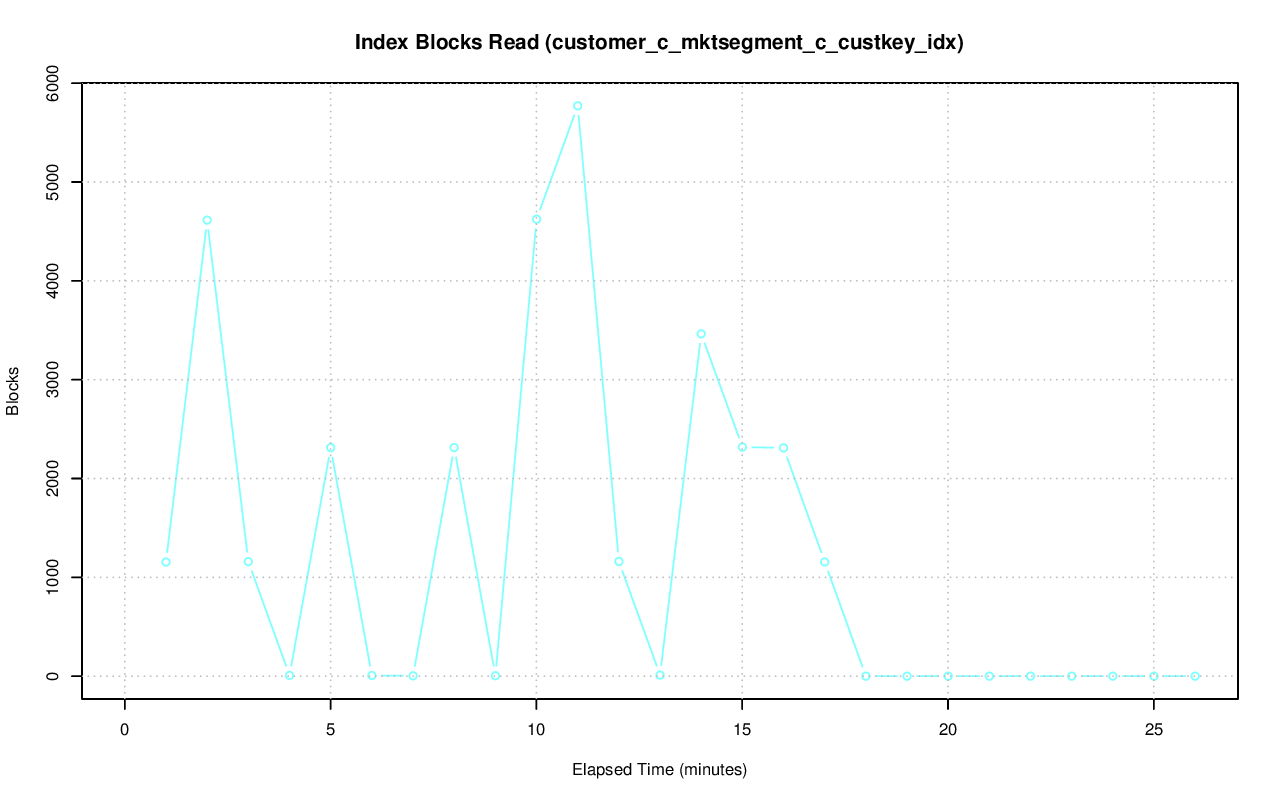 Index Blocks Read (customer_c_mktsegment_c_custkey_idx)
6000
5000
4000
3000
2000
1000
0
Blocks
0 5 10 15 20 25
Elapsed Time (minutes)